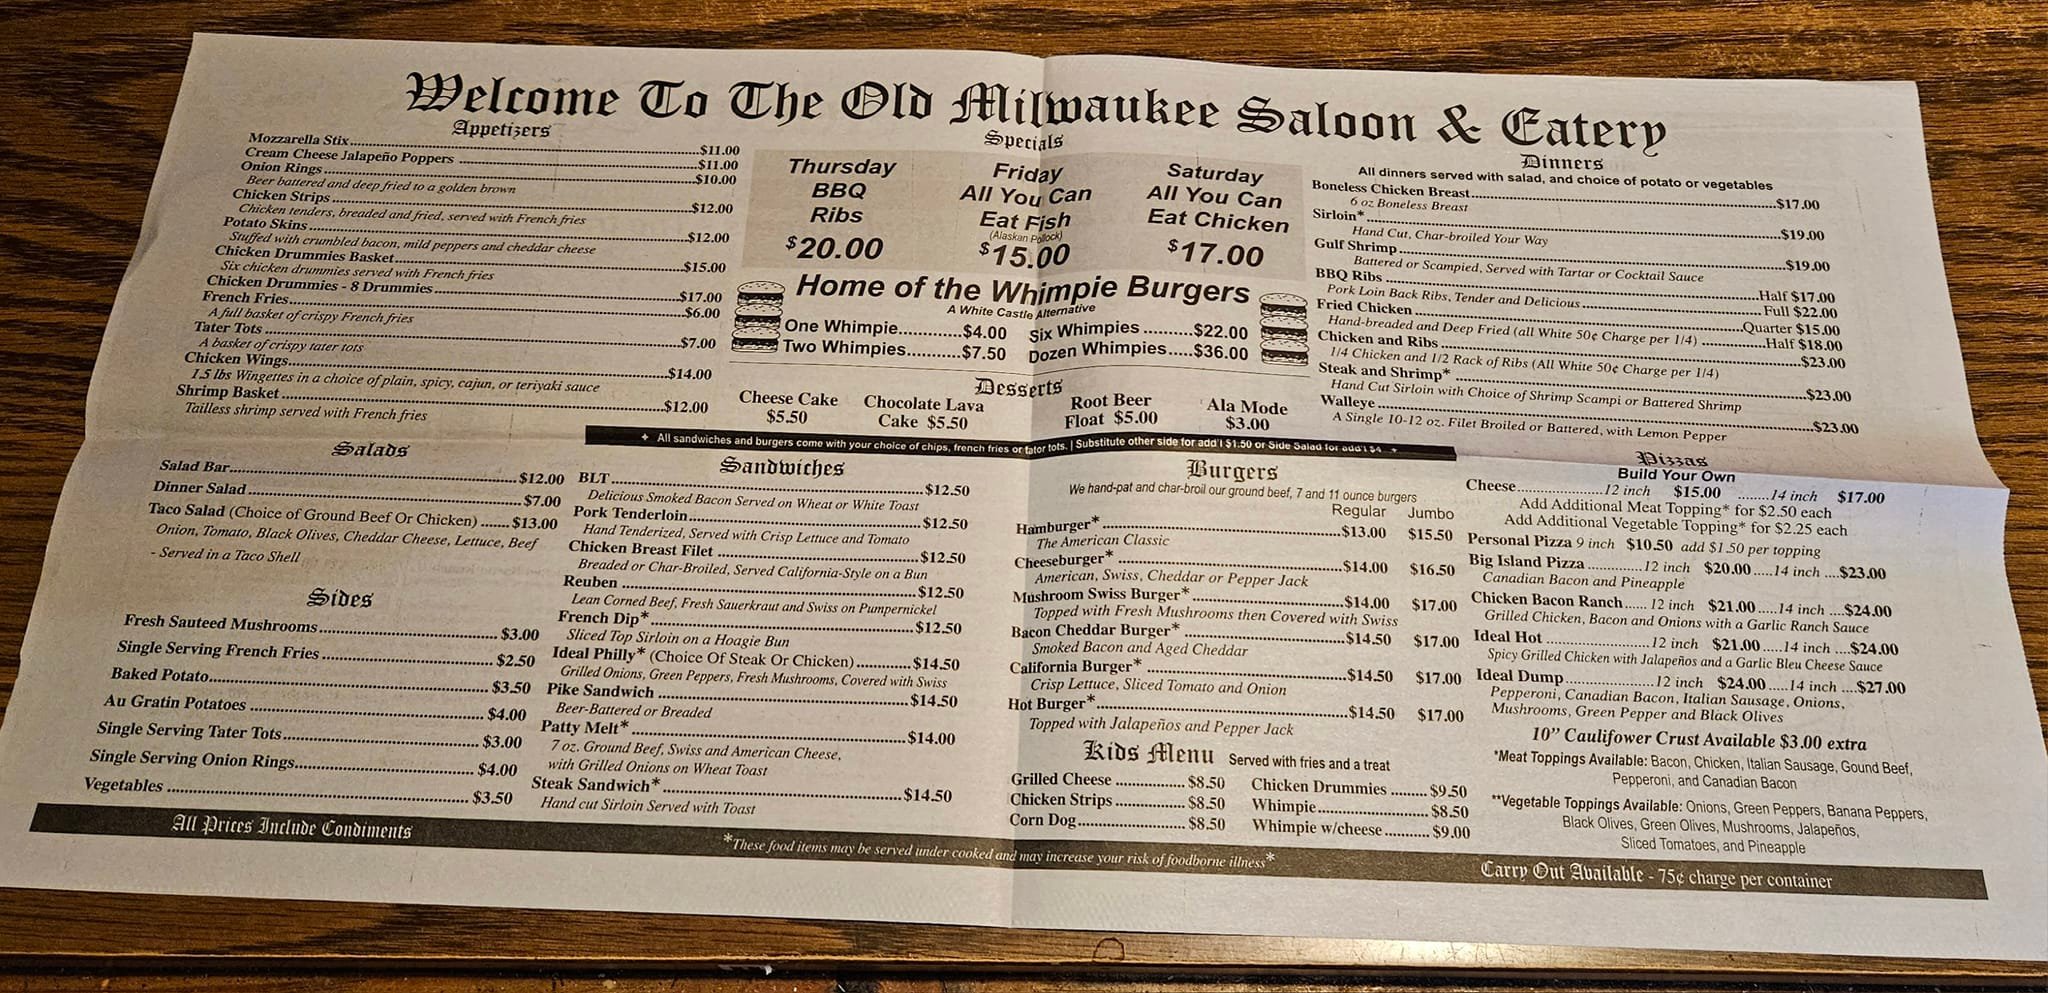 Welcome To The Old Milwaukee Saloon & Eatery
Appetizers
Mozzarella Stix $11.00
Cream Cheese Jalapeño Poppers $11.00
Onion Rings $10.00
Beer battered and deep fried to a golden brown
Chicken Strips $12.00
Chicken tenders, breaded and fried, served with French fries
Potato Skins $12.00
Stuffed with crumbled bacon, mild peppers and cheddar cheese
Chicken Drummies Basket $15.00
Six chicken drummies served with French fries
Chicken Drummies - 8 Drummies $17.00
French Fries $6.00
A full basket of crispy French fries
Tater Tots $7.00
A basket of crispy tater tots
Chicken Wings $14.00
1.5 lbs Wingettes in a choice of plain, spicy, cajun, or teriyaki sauce
Shrimp Basket $12.00
Tailless shrimp served with French fries
Specials
Thursday
BBQ
Ribs
$20.00
Friday
All You Can
Eat Fish
(Alaskan Pollock)
$15.00
Saturday
All You Can
Eat Chicken
$17.00
Home of the Whimpie Burgers
A White Castle Alternative
One Whimpie $4.00 Six Whimpies $22.00
Two Whimpies $7.50 Dozen Whimpies $36.00
Desserts
Cheese Cake
$5.50
Chocolate Lava
Cake $5.50
Root Beer
Float $5.00
Ala Mode
$3.00
Dinners
All dinners served with salad, and choice of potato or vegetables
Boneless Chicken Breast $17.00
6 oz Boneless Breast
Sirloin* $19.00
Hand Cut, Char-broiled Your Way
Gulf Shrimp $19.00
Battered or Scampied, Served with Tartar or Cocktail Sauce
BBQ Ribs Half $17.00
Pork Loin Back Ribs, Tender and Delicious Full $22.00
Fried Chicken Quarter $15.00
Hand-breaded and Deep Fried (all White 50¢ Charge per 1/4) Half $18.00
Chicken and Ribs $23.00
1/4 Chicken and 1/2 Rack of Ribs (All White 50¢ Charge per 1/4)
Steak and Shrimp* $23.00
Hand Cut Sirloin with Choice of Shrimp Scampi or Battered Shrimp
Walleye $23.00
A Single 10-12 oz. Filet Broiled or Battered, with Lemon Pepper
All sandwiches and burgers come with your choice of chips, french fries or tator tots. | Substitute other side for add'l $1.50 or Side Salad for add'l $4
Salads
Salad Bar $12.00
Dinner Salad $7.00
Taco Salad (Choice of Ground Beef Or Chicken) $13.00
Onion, Tomato, Black Olives, Cheddar Cheese, Lettuce, Beef
- Served in a Taco Shell
Sides
Fresh Sauteed Mushrooms $3.00
Single Serving French Fries $2.50
Baked Potato $3.50
Au Gratin Potatoes $4.00
Single Serving Tater Tots $3.00
Single Serving Onion Rings $4.00
Vegetables $3.50
Sandwiches
BLT $12.50
Delicious Smoked Bacon Served on Wheat or White Toast
Pork Tenderloin $12.50
Hand Tenderized, Served with Crisp Lettuce and Tomato
Chicken Breast Filet $12.50
Breaded or Char-Broiled, Served California-Style on a Bun
Reuben $12.50
Lean Corned Beef, Fresh Sauerkraut and Swiss on Pumpernickel
French Dip* $12.50
Sliced Top Sirloin on a Hoagie Bun
Ideal Philly* (Choice Of Steak Or Chicken) $14.50
Grilled Onions, Green Peppers, Fresh Mushrooms, Covered with Swiss
Pike Sandwich $14.50
Beer-Battered or Breaded
Patty Melt* $14.00
7 oz. Ground Beef, Swiss and American Cheese,
with Grilled Onions on Wheat Toast
Steak Sandwich* $14.50
Hand cut Sirloin Served with Toast
Burgers
We hand-pat and char-broil our ground beef, 7 and 11 ounce burgers
Regular Jumbo
Hamburger* $13.00 $15.50
The American Classic
Cheeseburger* $14.00 $16.50
American, Swiss, Cheddar or Pepper Jack
Mushroom Swiss Burger* $14.00 $17.00
Topped with Fresh Mushrooms then Covered with Swiss
Bacon Cheddar Burger* $14.50 $17.00
Smoked Bacon and Aged Cheddar
California Burger* $14.50 $17.00
Crisp Lettuce, Sliced Tomato and Onion
Hot Burger* $14.50 $17.00
Topped with Jalapeños and Pepper Jack
Kids Menu Served with fries and a treat
Grilled Cheese $8.50 Chicken Drummies $9.50
Chicken Strips $8.50 Whimpie $8.50
Corn Dog $8.50 Whimpie w/cheese $9.00
Pizzas
Build Your Own
Cheese 12 inch $15.00 14 inch $17.00
Add Additional Meat Topping* for $2.50 each
Add Additional Vegetable Topping* for $2.25 each
Personal Pizza 9 inch $10.50 add $1.50 per topping
Big Island Pizza 12 inch $20.00 14 inch $23.00
Canadian Bacon and Pineapple
Chicken Bacon Ranch 12 inch $21.00 14 inch $24.00
Grilled Chicken, Bacon and Onions with a Garlic Ranch Sauce
Ideal Hot 12 inch $21.00 14 inch $24.00
Spicy Grilled Chicken with Jalapeños and a Garlic Bleu Cheese Sauce
Ideal Dump 12 inch $24.00 14 inch $27.00
Pepperoni, Canadian Bacon, Italian Sausage, Onions,
Mushrooms, Green Pepper and Black Olives
10" Caulifower Crust Available $3.00 extra
*Meat Toppings Available: Bacon, Chicken, Italian Sausage, Gound Beef,
Pepperoni, and Canadian Bacon
**Vegetable Toppings Available: Onions, Green Peppers, Banana Peppers,
Black Olives, Green Olives, Mushrooms, Jalapeños,
Sliced Tomatoes, and Pineapple
All Prices Include Condiments
*These food items may be served under cooked and may increase your risk of foodborne illness*
Carry Out Available - 75¢ charge per container